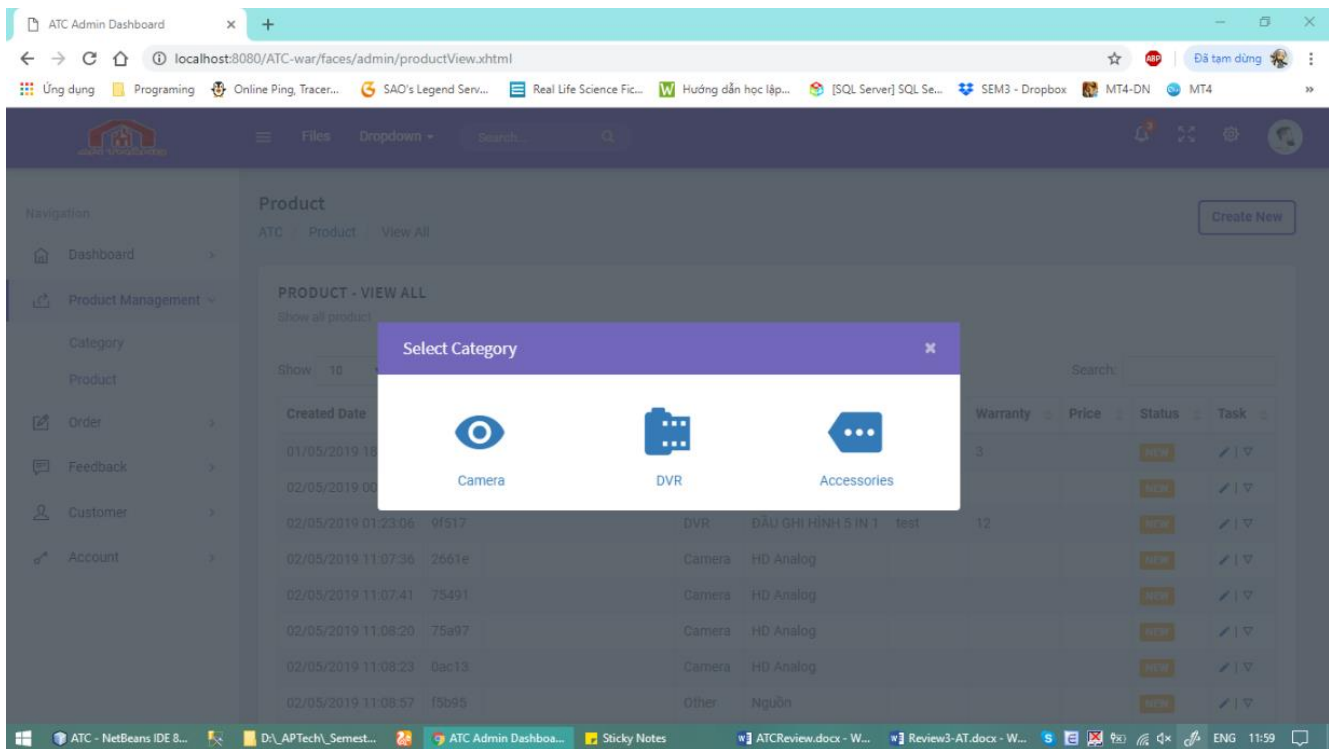 ATC Admin Dashboard
localhost:8080/ATC-war/faces/admin/productView.xhtml
ABP
Đã tạm dừng
Ứng dụng Programing Online Ping, Tracer... SAO's Legend Serv... Real Life Science Fic... Hướng dẫn học lập... [SQL Server] SQL Se... SEM3 - Dropbox MT4-DN MT4
Files Dropdown Search... 3
Navigation
Dashboard
Product Management
Category
Product
Order
Feedback
Customer
Account
Product
ATC / Product / View All
Create New
PRODUCT - VIEW ALL
Show all product
Select Category
Camera DVR Accessories
Show 10 Search:
Created Date Warranty Price Status Task
01/05/2019 18 3 NEW
02/05/2019 00 NEW
02/05/2019 01:23:06 9f517 DVR ĐẦU GHI HÌNH 5 IN 1 test 12 NEW
02/05/2019 11:07:36 2661e Camera HD Analog NEW
02/05/2019 11:07:41 75491 Camera HD Analog NEW
02/05/2019 11:08:20 75a97 Camera HD Analog NEW
02/05/2019 11:08:23 0ac13 Camera HD Analog NEW
02/05/2019 11:08:57 f5b95 Other Nguồn NEW
ATC - NetBeans IDE 8... D:\_APTech\_Semest... ATC Admin Dashboa... Sticky Notes ATCReview.docx - W... Review3-AT.docx - W... ENG 11:59